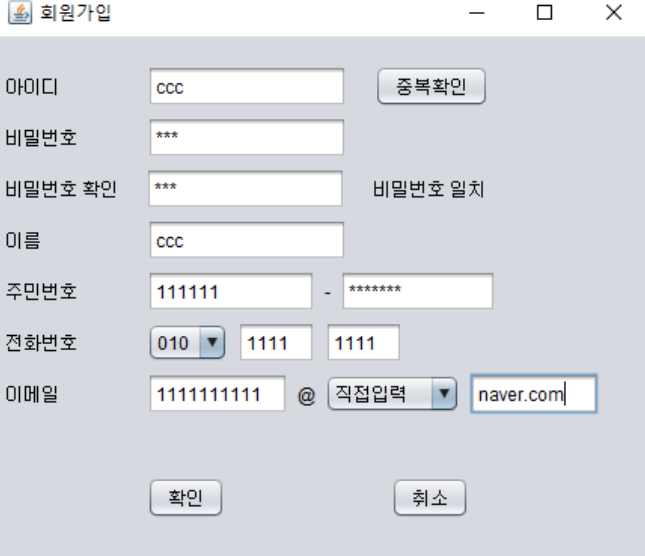 회원가입
아이디 ccc 중복확인
비밀번호 ***
비밀번호 확인 *** 비밀번호 일치
이름 ccc
주민번호 111111 - *******
전화번호 010 1111 1111
이메일 1111111111 @ 직접입력 naver.com
확인 취소